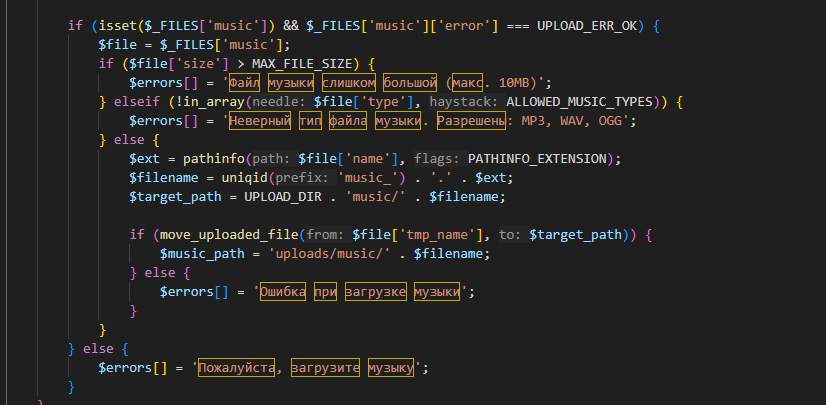 if (isset($_FILES['music']) && $_FILES['music']['error'] === UPLOAD_ERR_OK) {
$file = $_FILES['music'];
if ($file['size'] > MAX_FILE_SIZE) {
$errors[] = 'Файл музыки слишком большой (макс. 10MB)';
} elseif (!in_array(needle: $file['type'], haystack: ALLOWED_MUSIC_TYPES)) {
$errors[] = 'Неверный тип файла музыки. Разрешены: MP3, WAV, OGG';
} else {
$ext = pathinfo(path: $file['name'], flags: PATHINFO_EXTENSION);
$filename = uniqid(prefix: 'music_') . '.' . $ext;
$target_path = UPLOAD_DIR . 'music/' . $filename;
if (move_uploaded_file(from: $file['tmp_name'], to: $target_path)) {
$music_path = 'uploads/music/' . $filename;
} else {
$errors[] = 'Ошибка при загрузке музыки';
}
}
} else {
$errors[] = 'Пожалуйста, загрузите музыку';
}